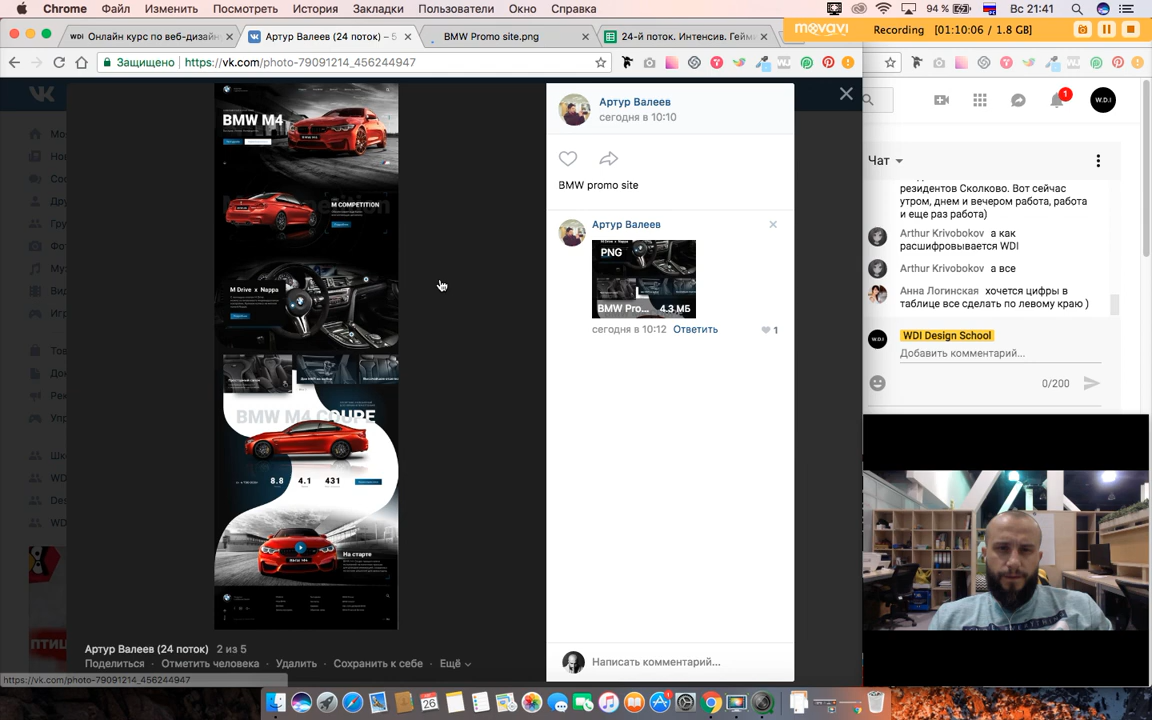 Chrome Файл Изменить Посмотреть История Закладки Пользователи Окно Справка 94 % Вс 21:41
WDI Онлайн курс по веб-дизайн
Артур Валеев (24 поток) – 5
BMW Promo site.png
24-й поток. Интенсив. Гейм
movavi
Recording [01:10:06 / 1.8 GB]
Защищено https://vk.com/photo-79091214_456244947
BMW M4
M COMPETITION
M Drive x Nappa
BMW M4 COUPE
8.8 4.1 431
На старте
Артур Валеев (24 поток) 2 из 5
Поделиться · Отметить человека · Удалить · Сохранить к себе · Ещё
https://vk.com/photo-79091214_456244947
Артур Валеев
сегодня в 10:10
BMW promo site
Артур Валеев
PNG
BMW Pro... 4.3 МБ
сегодня в 10:12 Ответить 1
Написать комментарий...
1
W.D.I
Чат
резидентов Сколково. Вот сейчас
утром, днем и вечером работа, работа
и еще раз работа)
Arthur Krivobokov а как
расшифровывается WDI
Arthur Krivobokov а все
Анна Логинская хочется цифры в
таблице все сделать по левому краю )
WDI Design School
Добавить комментарий...
0/200